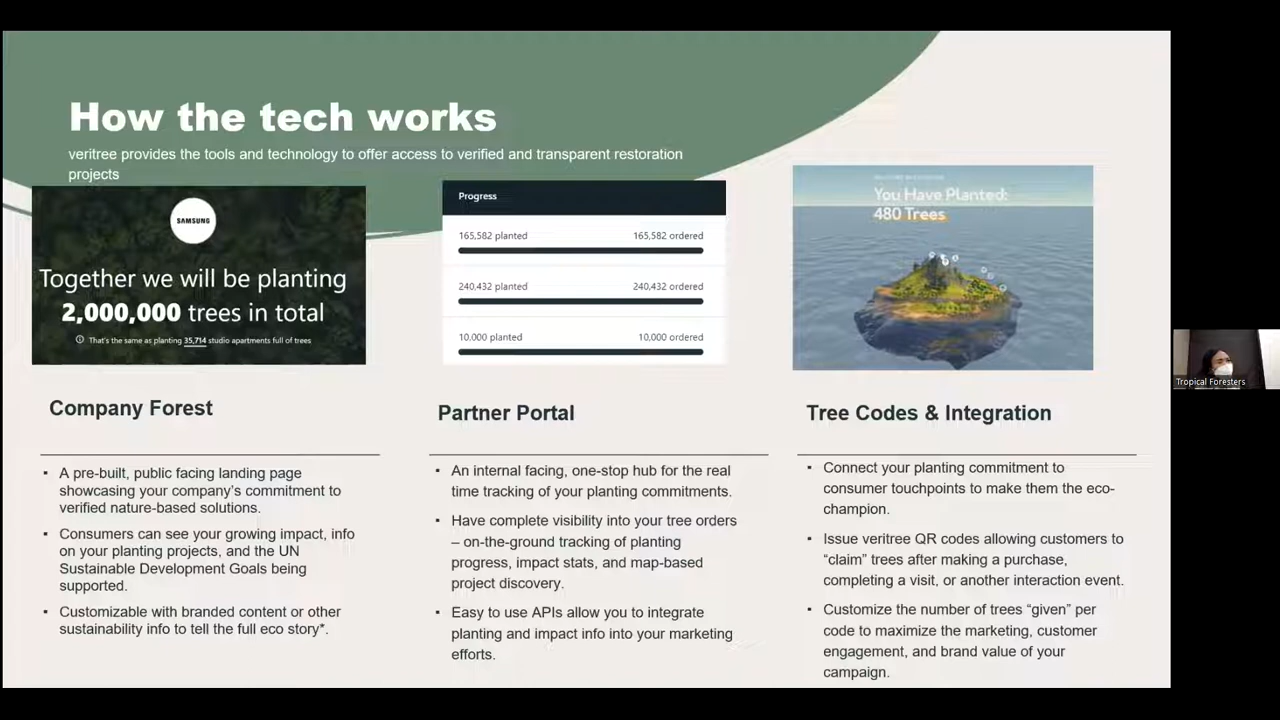 How the tech works
veritree provides the tools and technology to offer access to verified and transparent restoration
projects
SAMSUNG
Together we will be planting
2,000,000 trees in total
That's the same as planting 35,714 studio apartments full of trees
Company Forest
▪ A pre-built, public facing landing page
showcasing your company's commitment to
verified nature-based solutions.
▪ Consumers can see your growing impact, info
on your planting projects, and the UN
Sustainable Development Goals being
supported.
▪ Customizable with branded content or other
sustainability info to tell the full eco story*.
Progress
165,582 planted 165,582 ordered
240,432 planted 240,432 ordered
10,000 planted 10,000 ordered
Partner Portal
▪ An internal facing, one-stop hub for the real
time tracking of your planting commitments.
▪ Have complete visibility into your tree orders
– on-the-ground tracking of planting
progress, impact stats, and map-based
project discovery.
▪ Easy to use APIs allow you to integrate
planting and impact info into your marketing
efforts.
You Have Planted:
480 Trees
Tree Codes & Integration
▪ Connect your planting commitment to
consumer touchpoints to make them the eco-
champion.
▪ Issue veritree QR codes allowing customers to
“claim” trees after making a purchase,
completing a visit, or another interaction event.
▪ Customize the number of trees “given” per
code to maximize the marketing, customer
engagement, and brand value of your
campaign.
Tropical Foresters